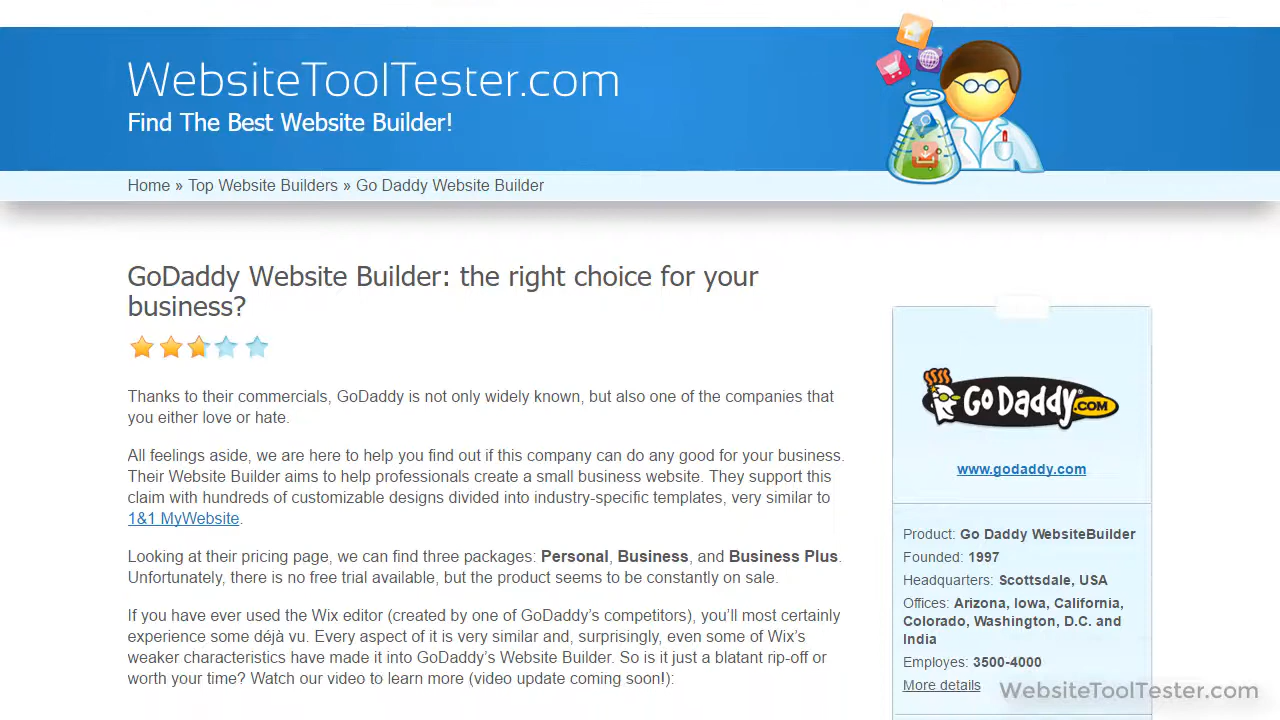 WebsiteToolTester.com
Find The Best Website Builder!
Home » Top Website Builders » Go Daddy Website Builder
GoDaddy Website Builder: the right choice for your
business?
Thanks to their commercials, GoDaddy is not only widely known, but also one of the companies that
you either love or hate.
All feelings aside, we are here to help you find out if this company can do any good for your business.
Their Website Builder aims to help professionals create a small business website. They support this
claim with hundreds of customizable designs divided into industry-specific templates, very similar to
1&1 MyWebsite.
Looking at their pricing page, we can find three packages: Personal, Business, and Business Plus.
Unfortunately, there is no free trial available, but the product seems to be constantly on sale.
If you have ever used the Wix editor (created by one of GoDaddy’s competitors), you’ll most certainly
experience some déjà vu. Every aspect of it is very similar and, surprisingly, even some of Wix’s
weaker characteristics have made it into GoDaddy’s Website Builder. So is it just a blatant rip-off or
worth your time? Watch our video to learn more (video update coming soon!):
Go Daddy .COM
www.godaddy.com
Product: Go Daddy WebsiteBuilder
Founded: 1997
Headquarters: Scottsdale, USA
Offices: Arizona, Iowa, California,
Colorado, Washington, D.C. and
India
Employes: 3500-4000
More details
WebsiteToolTester.com